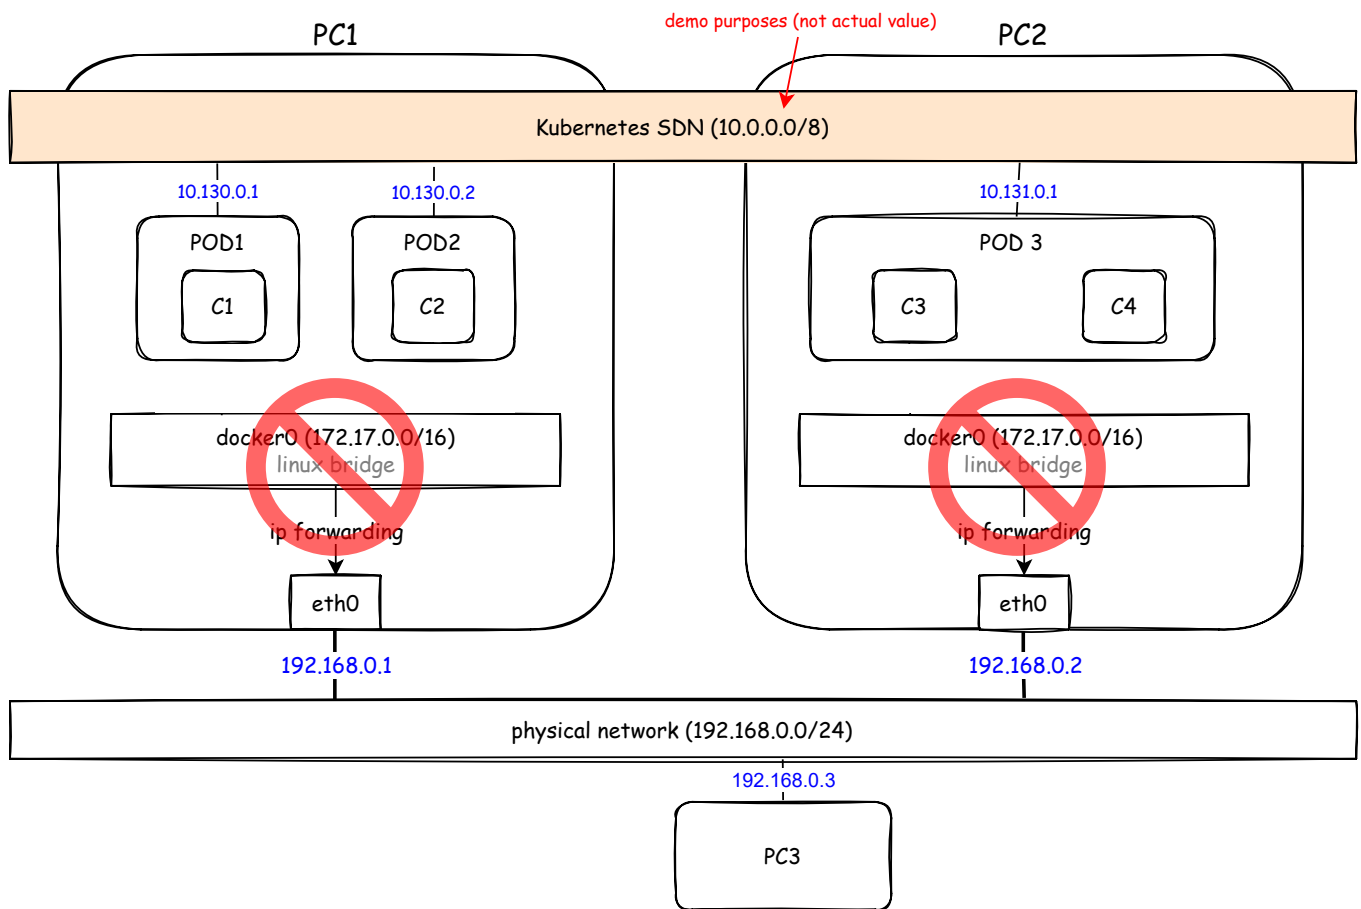 demo purposes (not actual value)
PC1
PC2
Kubernetes SDN (10.0.0.0/8)
10.130.0.1
10.130.0.2
10.131.0.1
POD1
POD2
POD 3
C1
C2
C3
C4
docker0 (172.17.0.0/16)
linux bridge
docker0 (172.17.0.0/16)
linux bridge
ip forwarding
ip forwarding
eth0
eth0
192.168.0.1
192.168.0.2
physical network (192.168.0.0/24)
192.168.0.3
PC3